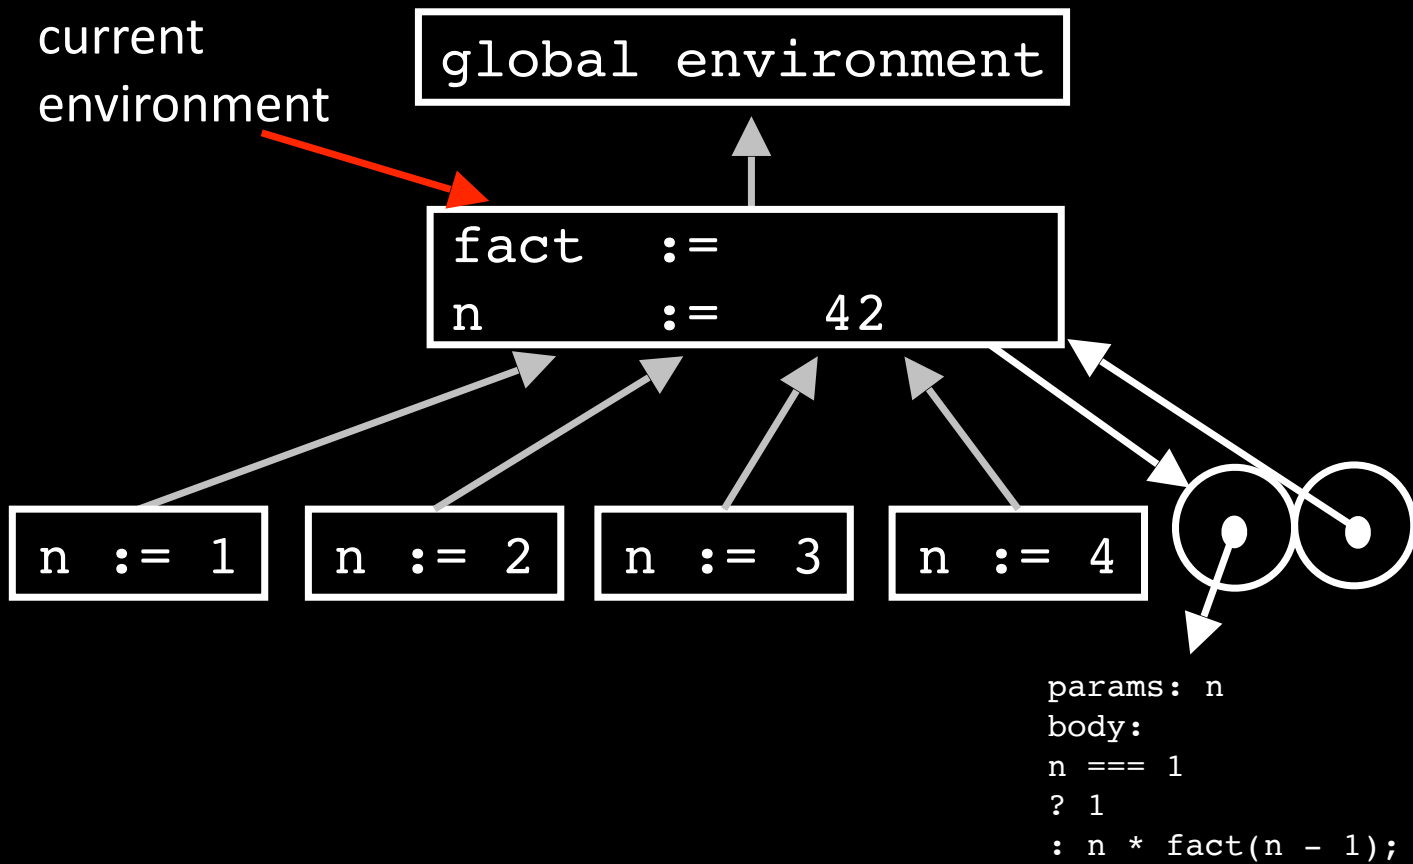 current
environment
global environment
fact :=
n := 42
n := 1
n := 2
n := 3
n := 4
params: n
body:
n === 1
? 1
: n * fact(n - 1);